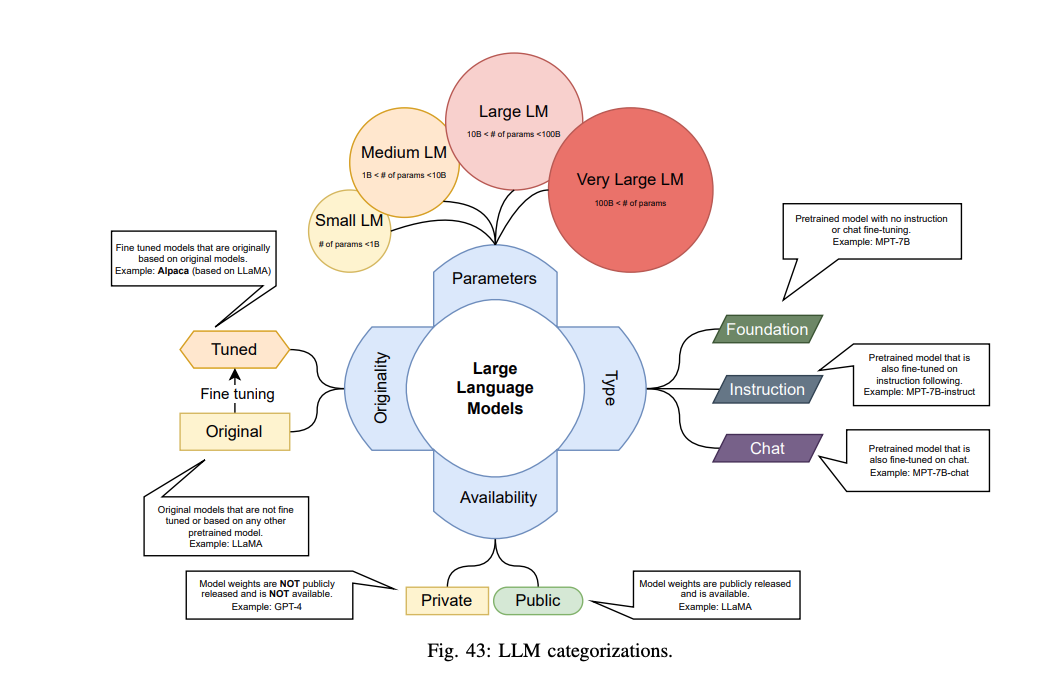 Large LM
10B < # of params <100B
Medium LM
1B < # of params <10B
Very Large LM
100B < # of params
Small LM
# of params <1B
Pretrained model with no instruction
or chat fine-tuning.
Example: MPT-7B
Fine tuned models that are originally
based on original models.
Example: Alpaca (based on LLaMA)
Parameters
Foundation
Tuned
Fine tuning
Original
Originality
Large
Language
Models
Type
Pretrained model that is
also fine-tuned on
instruction following.
Example: MPT-7B-instruct
Instruction
Chat
Pretrained model that is
also fine-tuned on chat.
Example: MPT-7B-chat
Availability
Original models that are not fine
tuned or based on any other
pretrained model.
Example: LLaMA
Model weights are NOT publicly
released and is NOT available.
Example: GPT-4
Private
Public
Model weights are publicly released
and is available.
Example: LLaMA
Fig. 43: LLM categorizations.